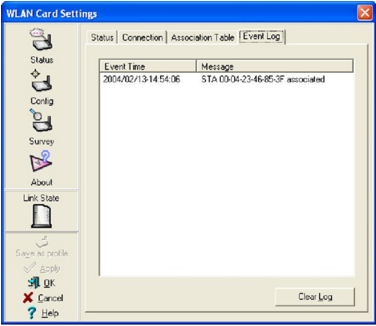 WLAN Card Settings
Status
Config
Survey
About
Link State
Save as profile
Apply
OK
Cancel
Help
Status Connection Association Table Event Log
Event Time Message
2004/02/13-14:54:06 STA 00-04-23-46-85-3F associated
Clear Log